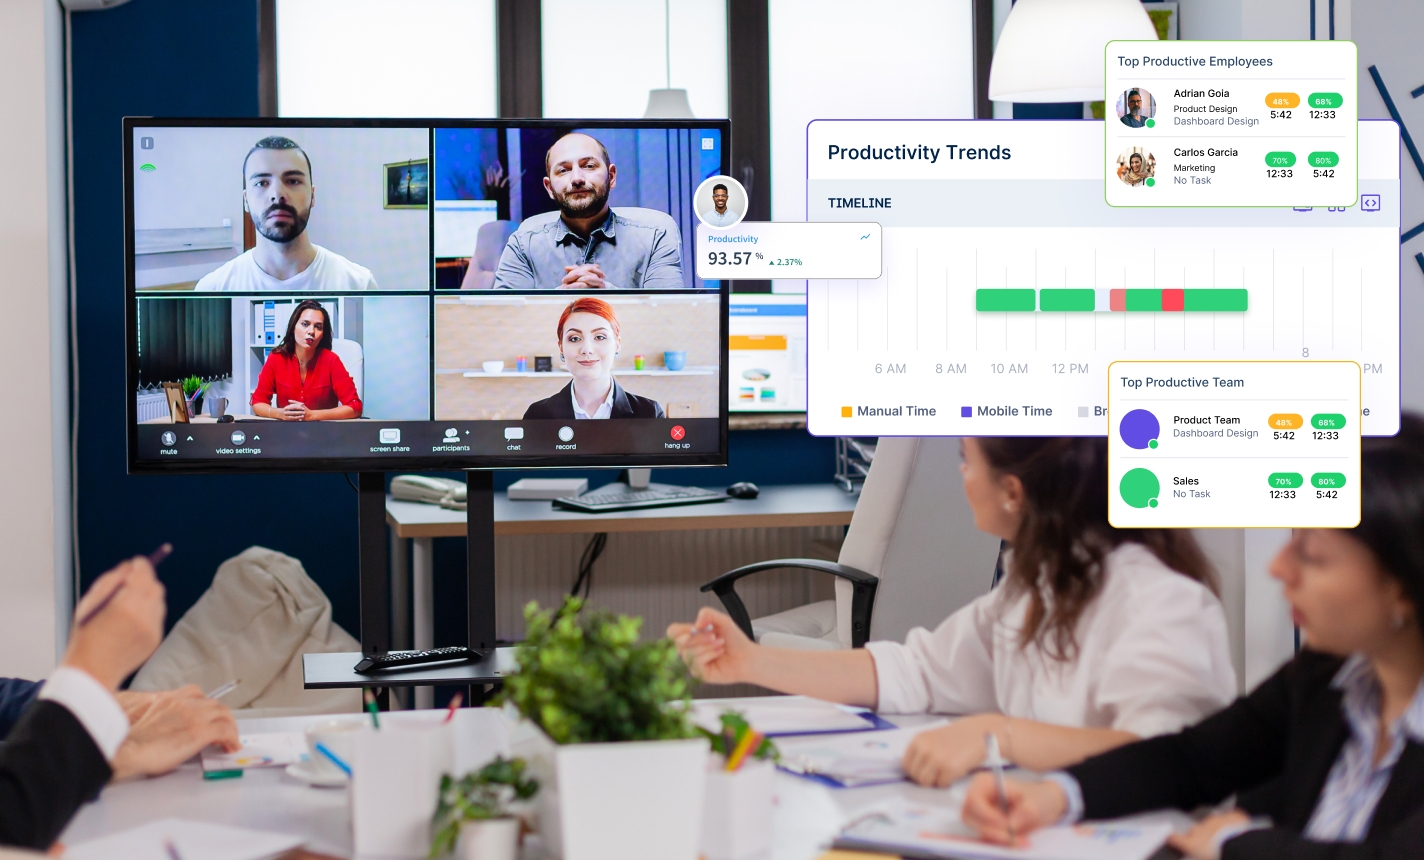 mute
video settings
screen share
participants
chat
record
hang up
Productivity
93.57 %
▲ 2.37%
Productivity Trends
TIMELINE
8
6 AM
8 AM
10 AM
12 PM
PM
Manual Time
Mobile Time
Br
e
Top Productive Employees
Adrian Goia
Product Design
Dashboard Design
48%
68%
5:42
12:33
Carlos Garcia
Marketing
No Task
70%
80%
12:33
5:42
Top Productive Team
Product Team
Dashboard Design
48%
68%
5:42
12:33
Sales
No Task
70%
80%
12:33
5:42